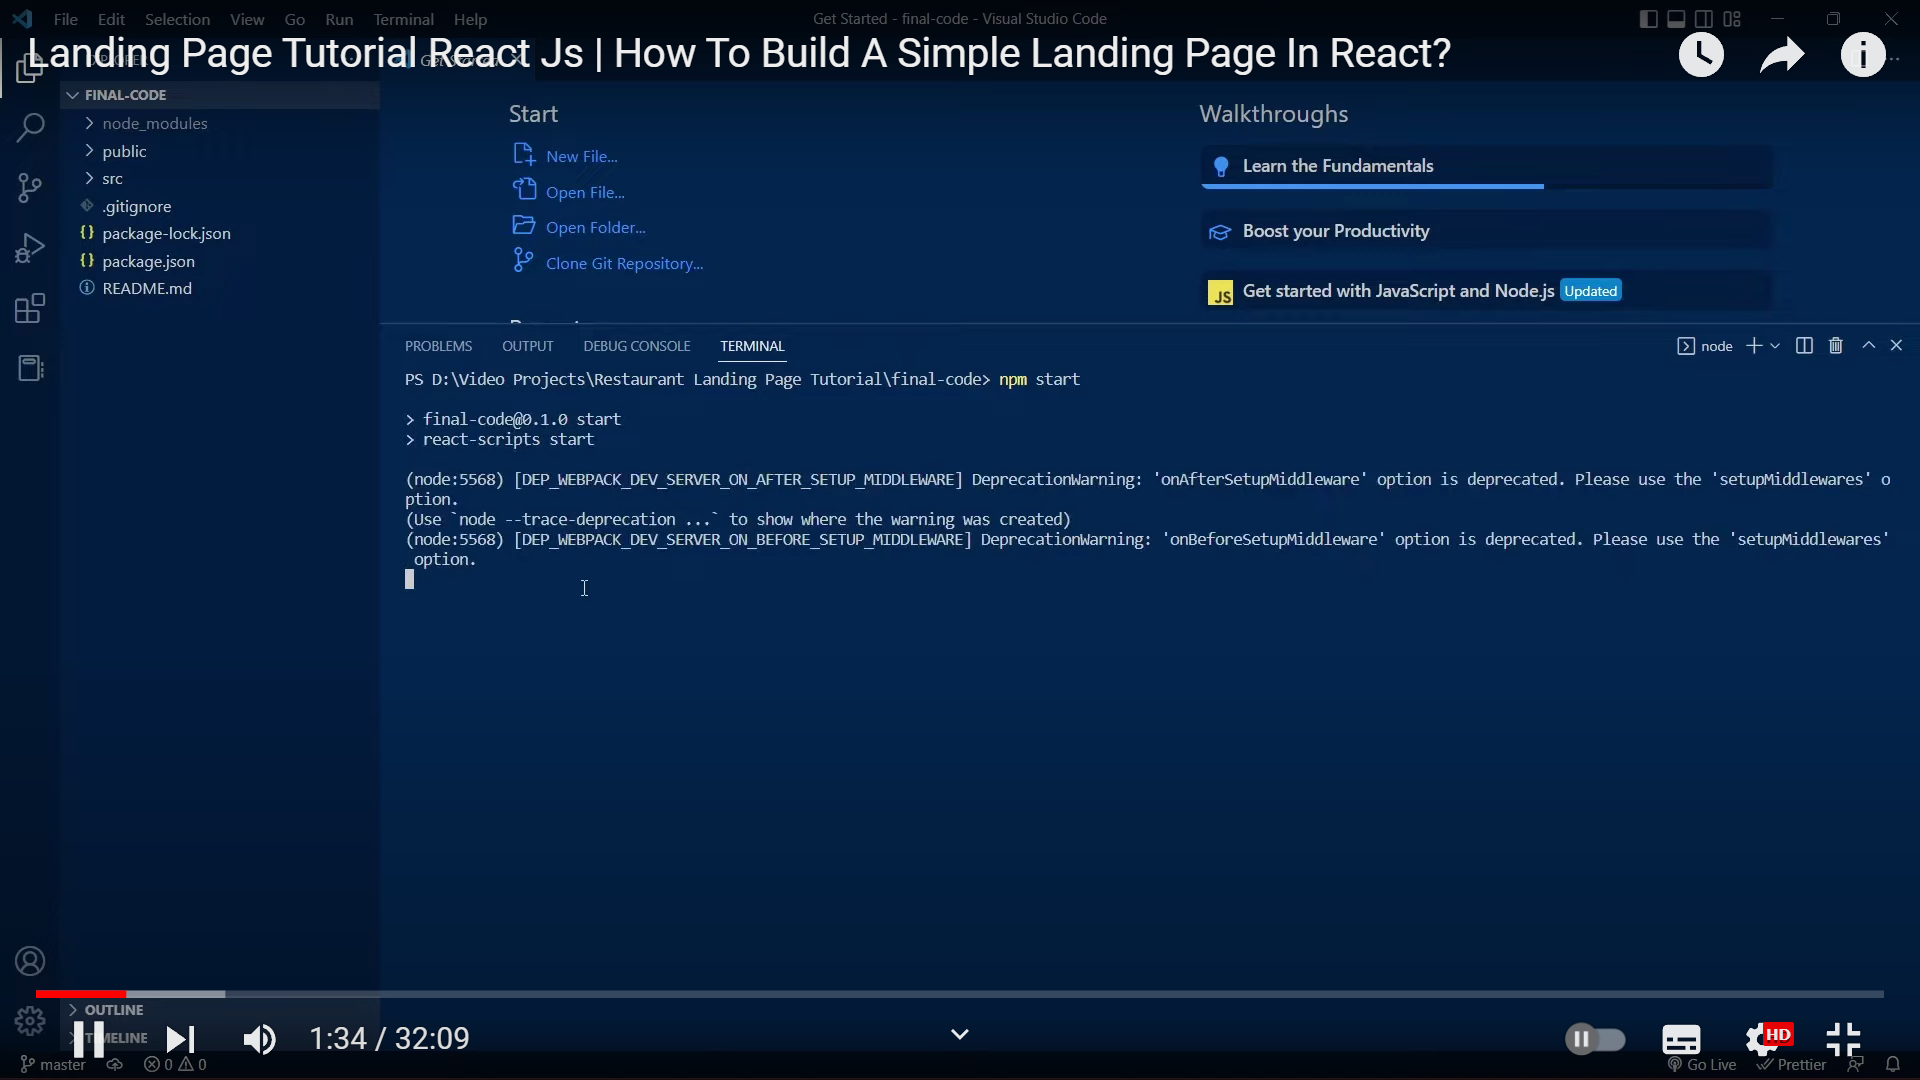 File Edit Selection View Go Run Terminal Help
Get Started - final-code - Visual Studio Code
Landing Page Tutorial React Js | How To Build A Simple Landing Page In React?
FINAL-CODE
node_modules
public
src
.gitignore
package-lock.json
package.json
README.md
Start
New File...
Open File...
Open Folder...
Clone Git Repository...
Walkthroughs
Learn the Fundamentals
Boost your Productivity
JS Get started with JavaScript and Node.js Updated
PROBLEMS OUTPUT DEBUG CONSOLE TERMINAL
node
PS D:\Video Projects\Restaurant Landing Page Tutorial\final-code> npm start
> final-code@0.1.0 start
> react-scripts start
(node:5568) [DEP_WEBPACK_DEV_SERVER_ON_AFTER_SETUP_MIDDLEWARE] DeprecationWarning: 'onAfterSetupMiddleware' option is deprecated. Please use the 'setupMiddlewares' o
ption.
(Use `node --trace-deprecation ...` to show where the warning was created)
(node:5568) [DEP_WEBPACK_DEV_SERVER_ON_BEFORE_SETUP_MIDDLEWARE] DeprecationWarning: 'onBeforeSetupMiddleware' option is deprecated. Please use the 'setupMiddlewares'
option.
OUTLINE
TIMELINE
1:34 / 32:09
HD
master 0 0
Go Live Prettier